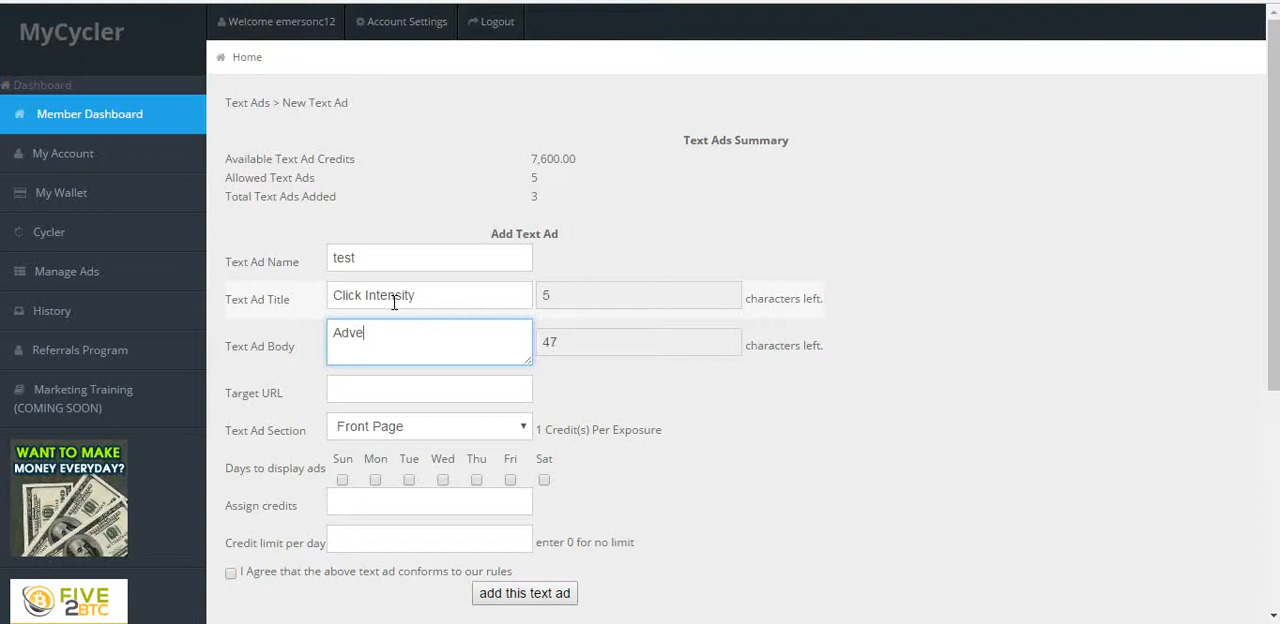 MyCycler
Welcome emersonc12
Account Settings
Logout
Home
Dashboard
Member Dashboard
My Account
My Wallet
Cycler
Manage Ads
History
Referrals Program
Marketing Training
(COMING SOON)
WANT TO MAKE
MONEY EVERYDAY?
FIVE
2BTC
Text Ads > New Text Ad
Text Ads Summary
Available Text Ad Credits 7,600.00
Allowed Text Ads 5
Total Text Ads Added 3
Add Text Ad
Text Ad Name test
Text Ad Title Click Intensity 5 characters left.
Text Ad Body Adve 47 characters left.
Target URL
Text Ad Section Front Page 1 Credit(s) Per Exposure
Sun Mon Tue Wed Thu Fri Sat
Days to display ads
Assign credits
Credit limit per day enter 0 for no limit
I Agree that the above text ad conforms to our rules
add this text ad